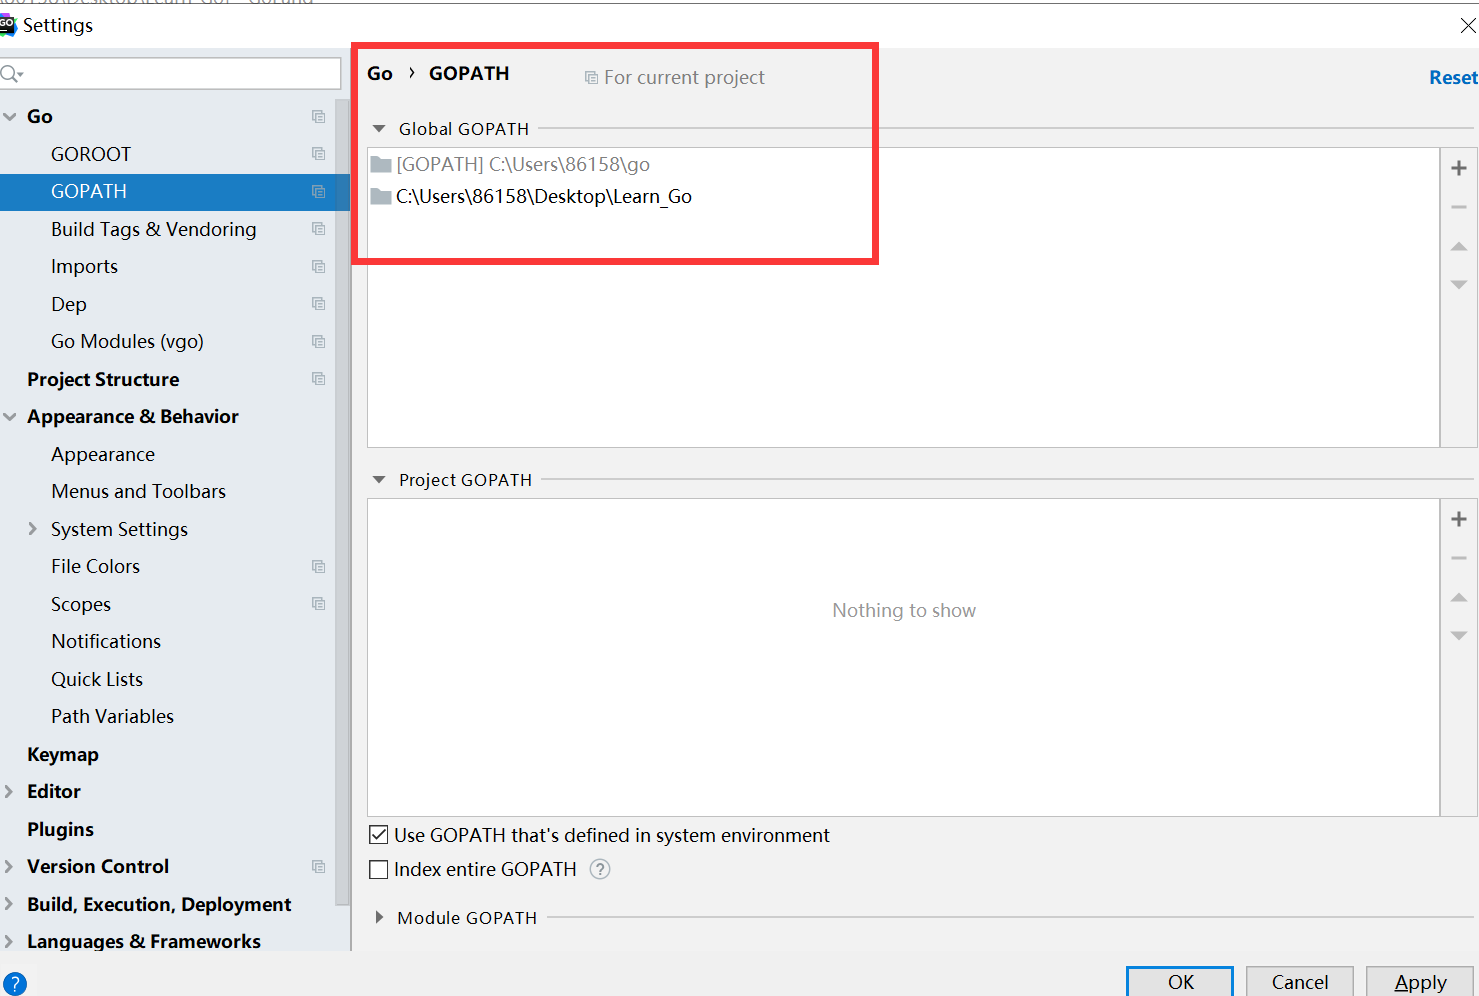 Settings
Go › GOPATH For current project Reset
Go
GOROOT
GOPATH
Build Tags & Vendoring
Imports
Dep
Go Modules (vgo)
Project Structure
Appearance & Behavior
Appearance
Menus and Toolbars
System Settings
File Colors
Scopes
Notifications
Quick Lists
Path Variables
Keymap
Editor
Plugins
Version Control
Build, Execution, Deployment
Languages & Frameworks
Global GOPATH
[GOPATH] C:\Users\86158\go
C:\Users\86158\Desktop\Learn_Go
Project GOPATH
Nothing to show
Use GOPATH that's defined in system environment
Index entire GOPATH ?
Module GOPATH
? OK Cancel Apply